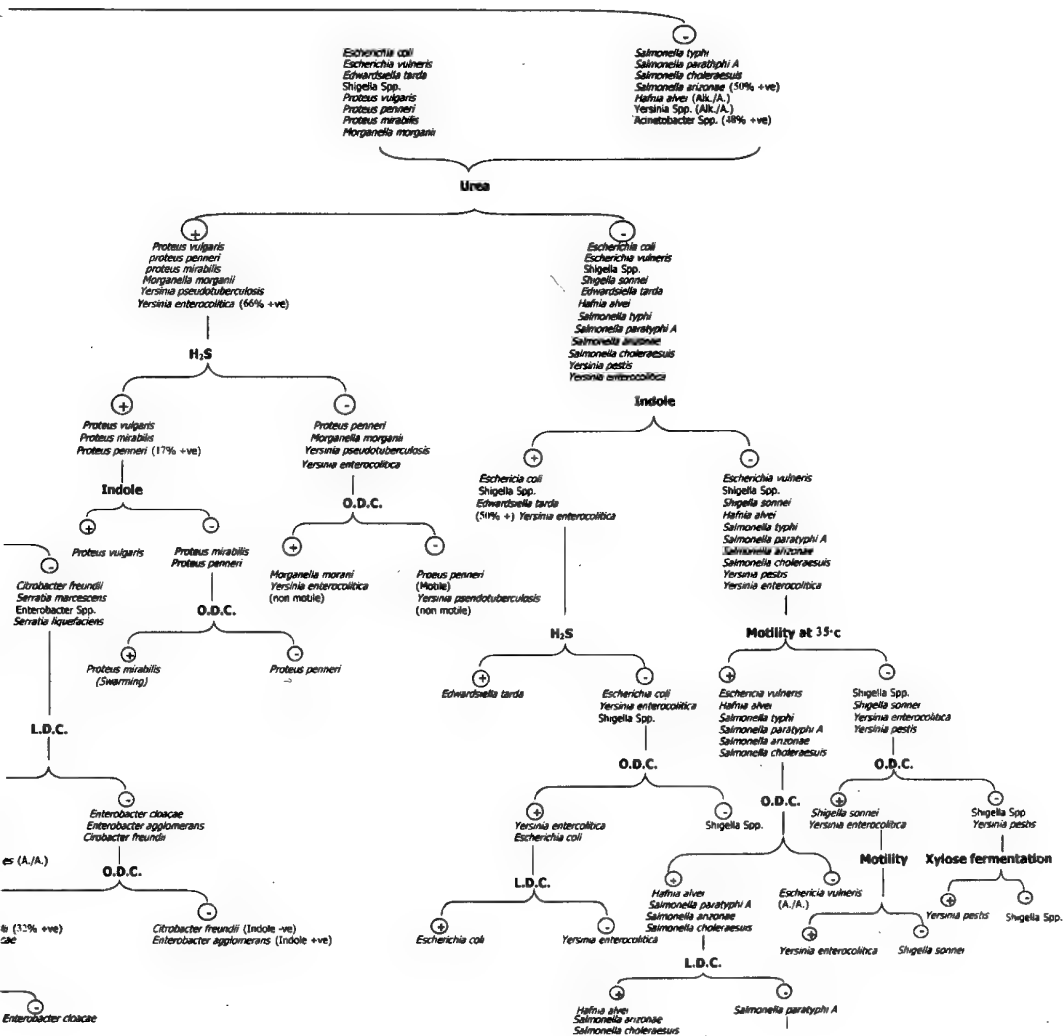 -
Escherichia coli
Escherichia vulneris
Edwardsiella tarda
Shigella Spp.
Proteus vulgaris
Proteus penneri
Proteus mirabilis
Morganella morganii
Salmonella typhi
Salmonella parathphi A
Salmonella choleraesuis
Salmonella arizonae (50% +ve)
Hafnia alvei (Alk./A.)
Yersinia Spp. (Alk./A.)
Acinetobacter Spp. (48% +ve)
Urea
+
Proteus vulgaris
proteus penneri
proteus mirabilis
Morganella morganii
Yersinia pseudotuberculosis
Yersinia enterocolitica (66% +ve)
-
Escherichia coli
Escherichia vulneris
Shigella Spp.
Shigella sonnei
Edwardsiella tarda
Hafnia alvei
Salmonella typhi
Salmonella paratyphi A
Salmonella arizonae
Salmonella choleraesuis
Yersinia pestis
Yersinia enterocolitica
H₂S
+
Proteus vulgaris
Proteus mirabilis
Proteus penneri (17% +ve)
-
Proteus penneri
Morganella morganii
Yersinia pseudotuberculosis
Yersinia enterocolitica
Indole
+
Proteus vulgaris
-
Proteus mirabilis
Proteus penneri
O.D.C.
+
Morganella morani
Yersinia enterocolitica
(non motile)
-
Proeus penneri
(Motile)
Yersinia psendotuberculosis
(non motile)
O.D.C.
+
Proteus mirabilis
(Swarming)
-
Proteus penneri
Indole
+
Eschericia coli
Shigella Spp.
Edwardsiella tarda
(50% +) Yersinia enterocolitica
-
Escherichia vulneris
Shigella Spp.
Shigella sonnei
Hafnia alvei
Salmonella typhi
Salmonella paratyphi A
Salmonella arizonae
Salmonella choleraesuis
Yersinia pestis
Yersinia enterocolitica
H₂S
+
Edwardsiella tarda
-
Escherichia coli
Yersinia enterocolitica
Shigella Spp.
O.D.C.
+
Yersinia entercolitica
Escherichia coli
-
Shigella Spp.
L.D.C.
+
Escherichia coli
-
Yersinia enterocolitica
Motility at 35·c
+
Eschericia vulneris
Hafnia alvei
Salmonella typhi
Salmonella paratyphi A
Salmonella arizonae
Salmonella choleraesuis
-
Shigella Spp.
Shigella sonnei
Yersinia enterocolitica
Yersinia pestis
O.D.C.
+
Hafnia alvei
Salmonella paratyphi A
Salmonella arizonae
Salmonella choleraesuis
-
Eschericia vulneris
(A./A.)
L.D.C.
+
Hafnia alvei
Salmonella arizonae
Salmonella choleraesuis
-
Salmonella paratyphi A
O.D.C.
+
Shigella sonnei
Yersinia enterocolitica
-
Shigella Spp
Yersinia pestis
Motility
+
Yersinia enterocolitica
-
Shigella sonnei
Xylose fermentation
+
Yersinia pestis
-
Shigella Spp.
-
Citrobacter freundii
Serratia marcescens
Enterobacter Spp.
Serratia liquefaciens
L.D.C.
-
Enterobacter cloacae
Enterobacter agglomerans
Cirobacter freundii
es (A./A.)
O.D.C.
(32% +ve)
cae
-
Citrobacter freundii (Indole -ve)
Enterobacter agglomerans (Indole +ve)
-
Enterobacter cloacae